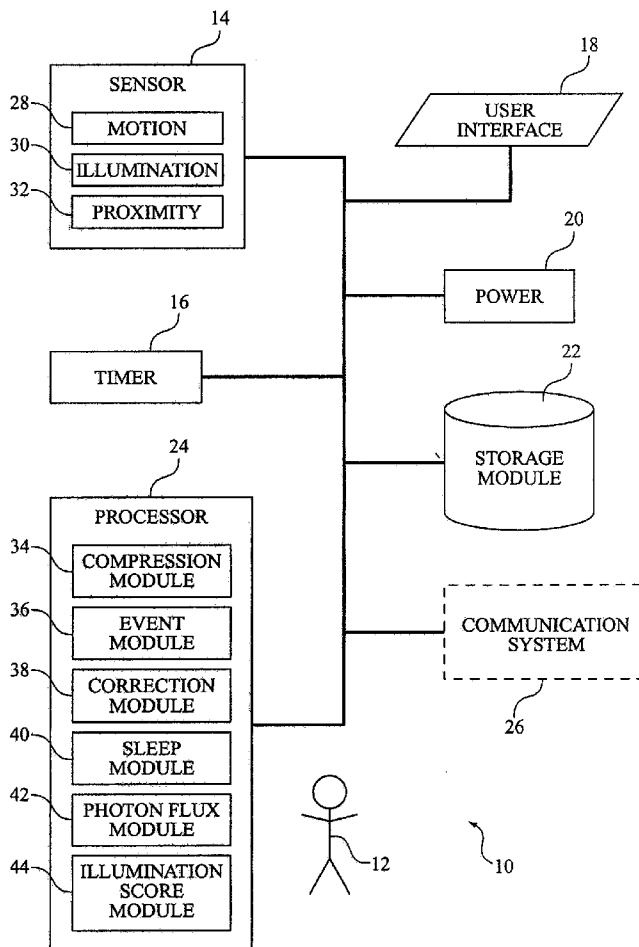 14
SENSOR
28
MOTION
30
ILLUMINATION
32
PROXIMITY
18
USER
INTERFACE
20
POWER
16
TIMER
22
STORAGE
MODULE
24
PROCESSOR
34
COMPRESSION
MODULE
36
EVENT
MODULE
38
CORRECTION
MODULE
40
SLEEP
MODULE
42
PHOTON FLUX
MODULE
44
ILLUMINATION
SCORE
MODULE
COMMUNICATION
SYSTEM
26
12
10